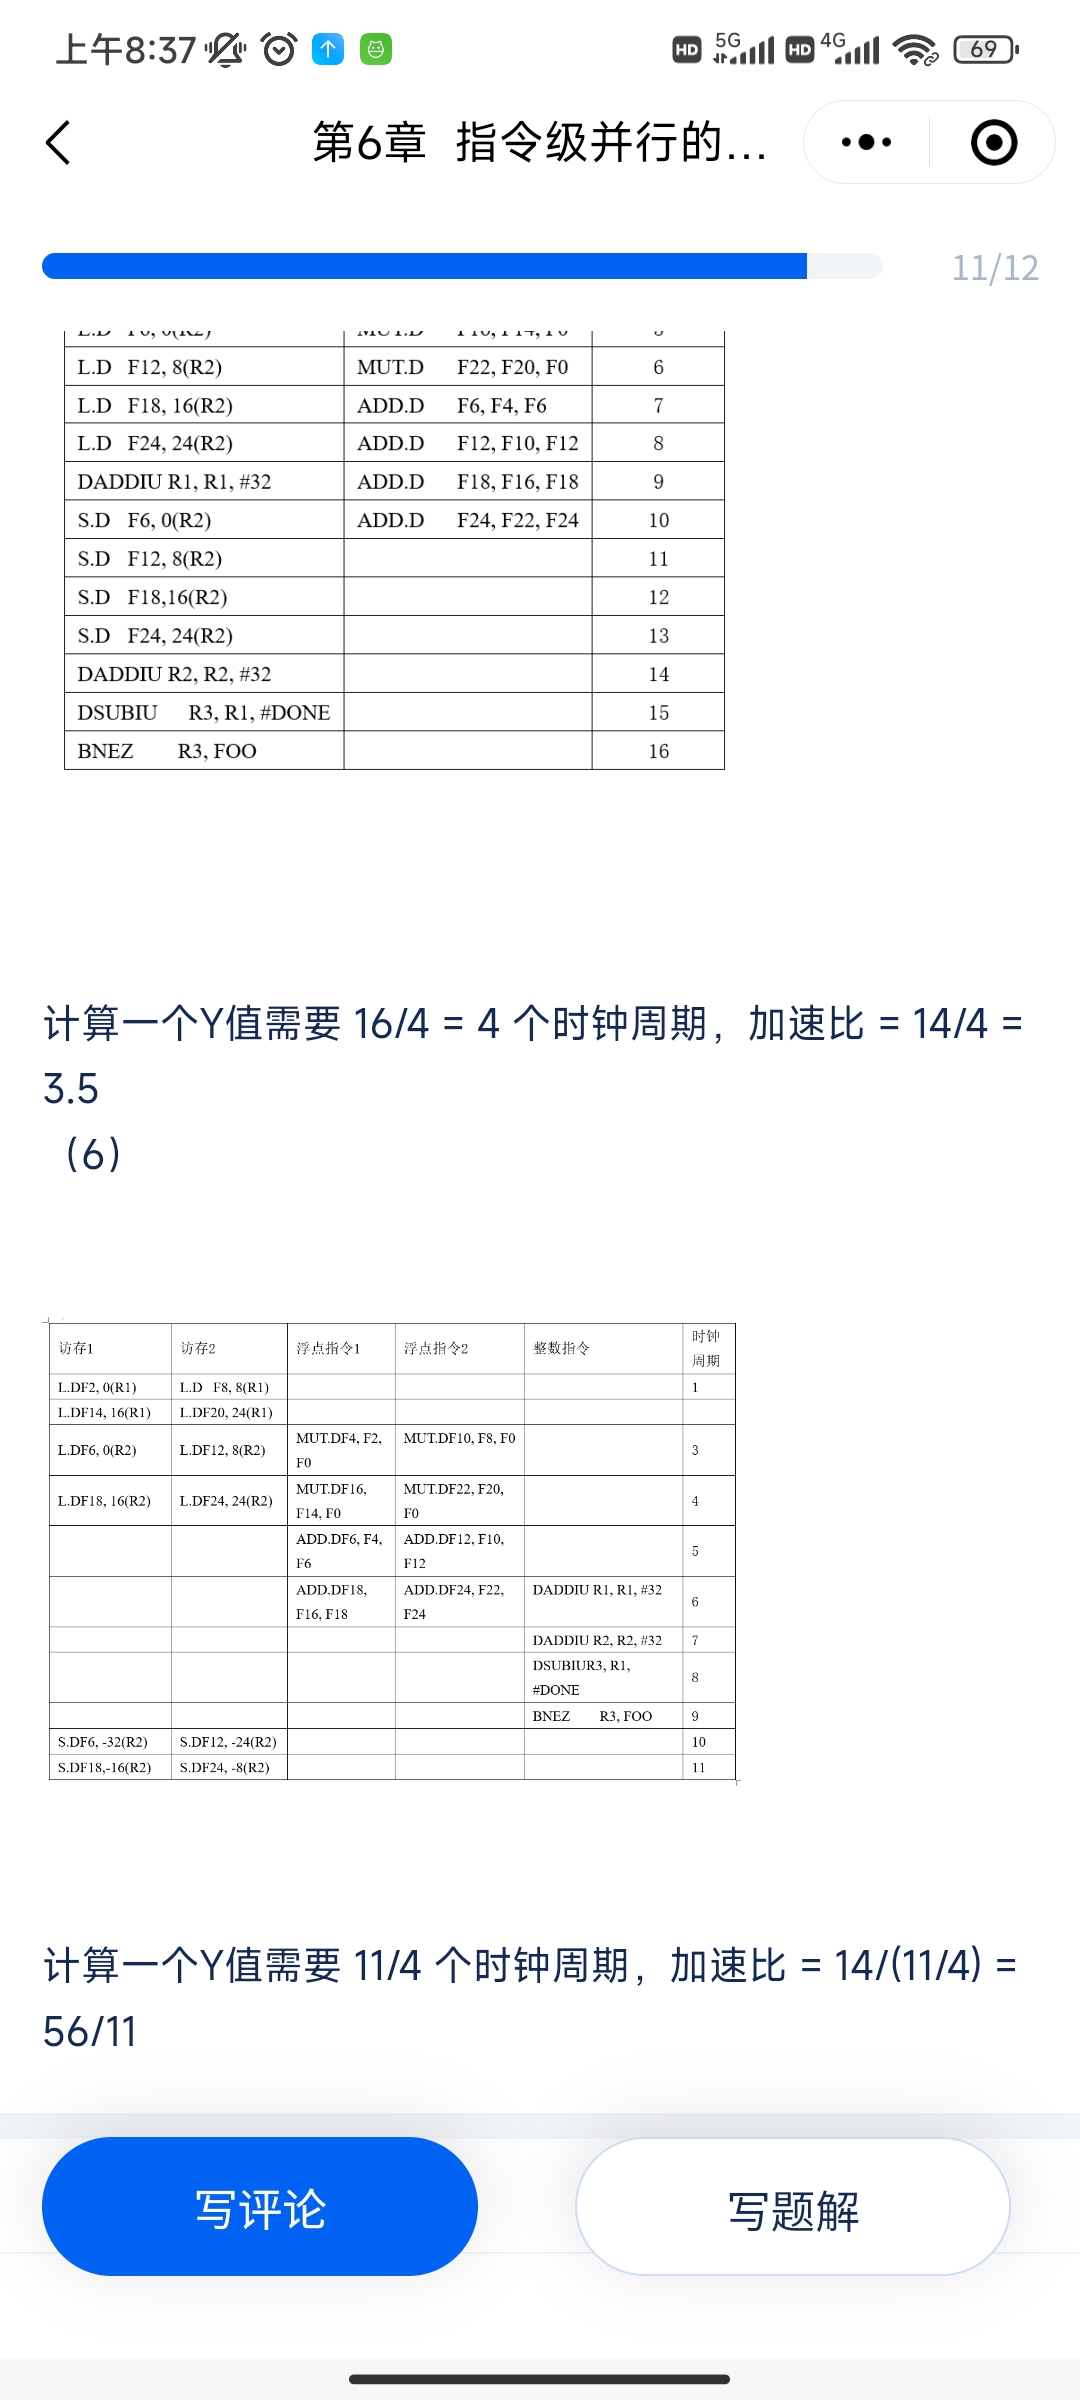 上午8:37 HD 5G HD 4G 69
第6章 指令级并行的...
11/12
L.D F12, 8(R2) MUT.D F22, F20, F0 6
L.D F18, 16(R2) ADD.D F6, F4, F6 7
L.D F24, 24(R2) ADD.D F12, F10, F12 8
DADDIU R1, R1, #32 ADD.D F18, F16, F18 9
S.D F6, 0(R2) ADD.D F24, F22, F24 10
S.D F12, 8(R2) 11
S.D F18,16(R2) 12
S.D F24, 24(R2) 13
DADDIU R2, R2, #32 14
DSUBIU R3, R1, #DONE 15
BNEZ R3, FOO 16
计算一个Y值需要 16/4 = 4 个时钟周期，加速比 = 14/4 =
3.5
（6）
访存1 访存2 浮点指令1 浮点指令2 整数指令 时钟
周期
L.DF2, 0(R1) L.D F8, 8(R1) 1
L.DF14, 16(R1) L.DF20, 24(R1)
L.DF6, 0(R2) L.DF12, 8(R2) MUT.DF4, F2, MUT.DF10, F8, F0 3
F0
L.DF18, 16(R2) L.DF24, 24(R2) MUT.DF16, MUT.DF22, F20, 4
F14, F0 F0
ADD.DF6, F4, ADD.DF12, F10, 5
F6 F12
ADD.DF18, ADD.DF24, F22, DADDIU R1, R1, #32 6
F16, F18 F24
DADDIU R2, R2, #32 7
DSUBIUR3, R1, 8
#DONE
BNEZ R3, FOO 9
S.DF6, -32(R2) S.DF12, -24(R2) 10
S.DF18,-16(R2) S.DF24, -8(R2) 11
计算一个Y值需要 11/4 个时钟周期，加速比 = 14/(11/4) =
56/11
写评论 写题解